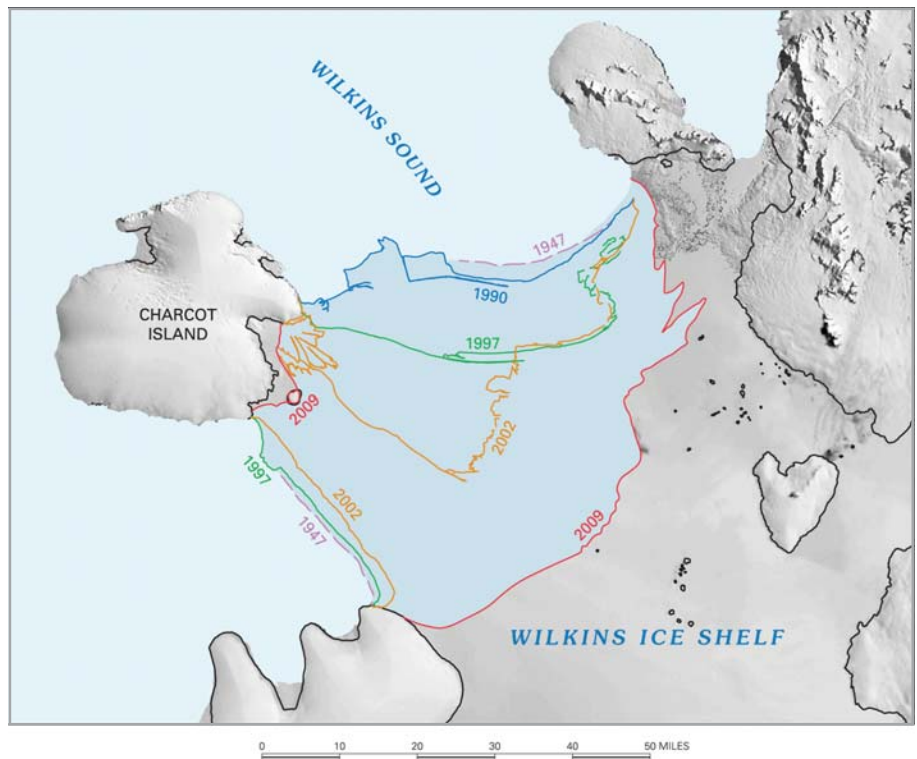 WILKINS SOUND
1947
1990
CHARCOT
ISLAND
1997
2009
2002
1997
2002
1947
2009
WILKINS ICE SHELF
0 10 20 30 40 50 MILES